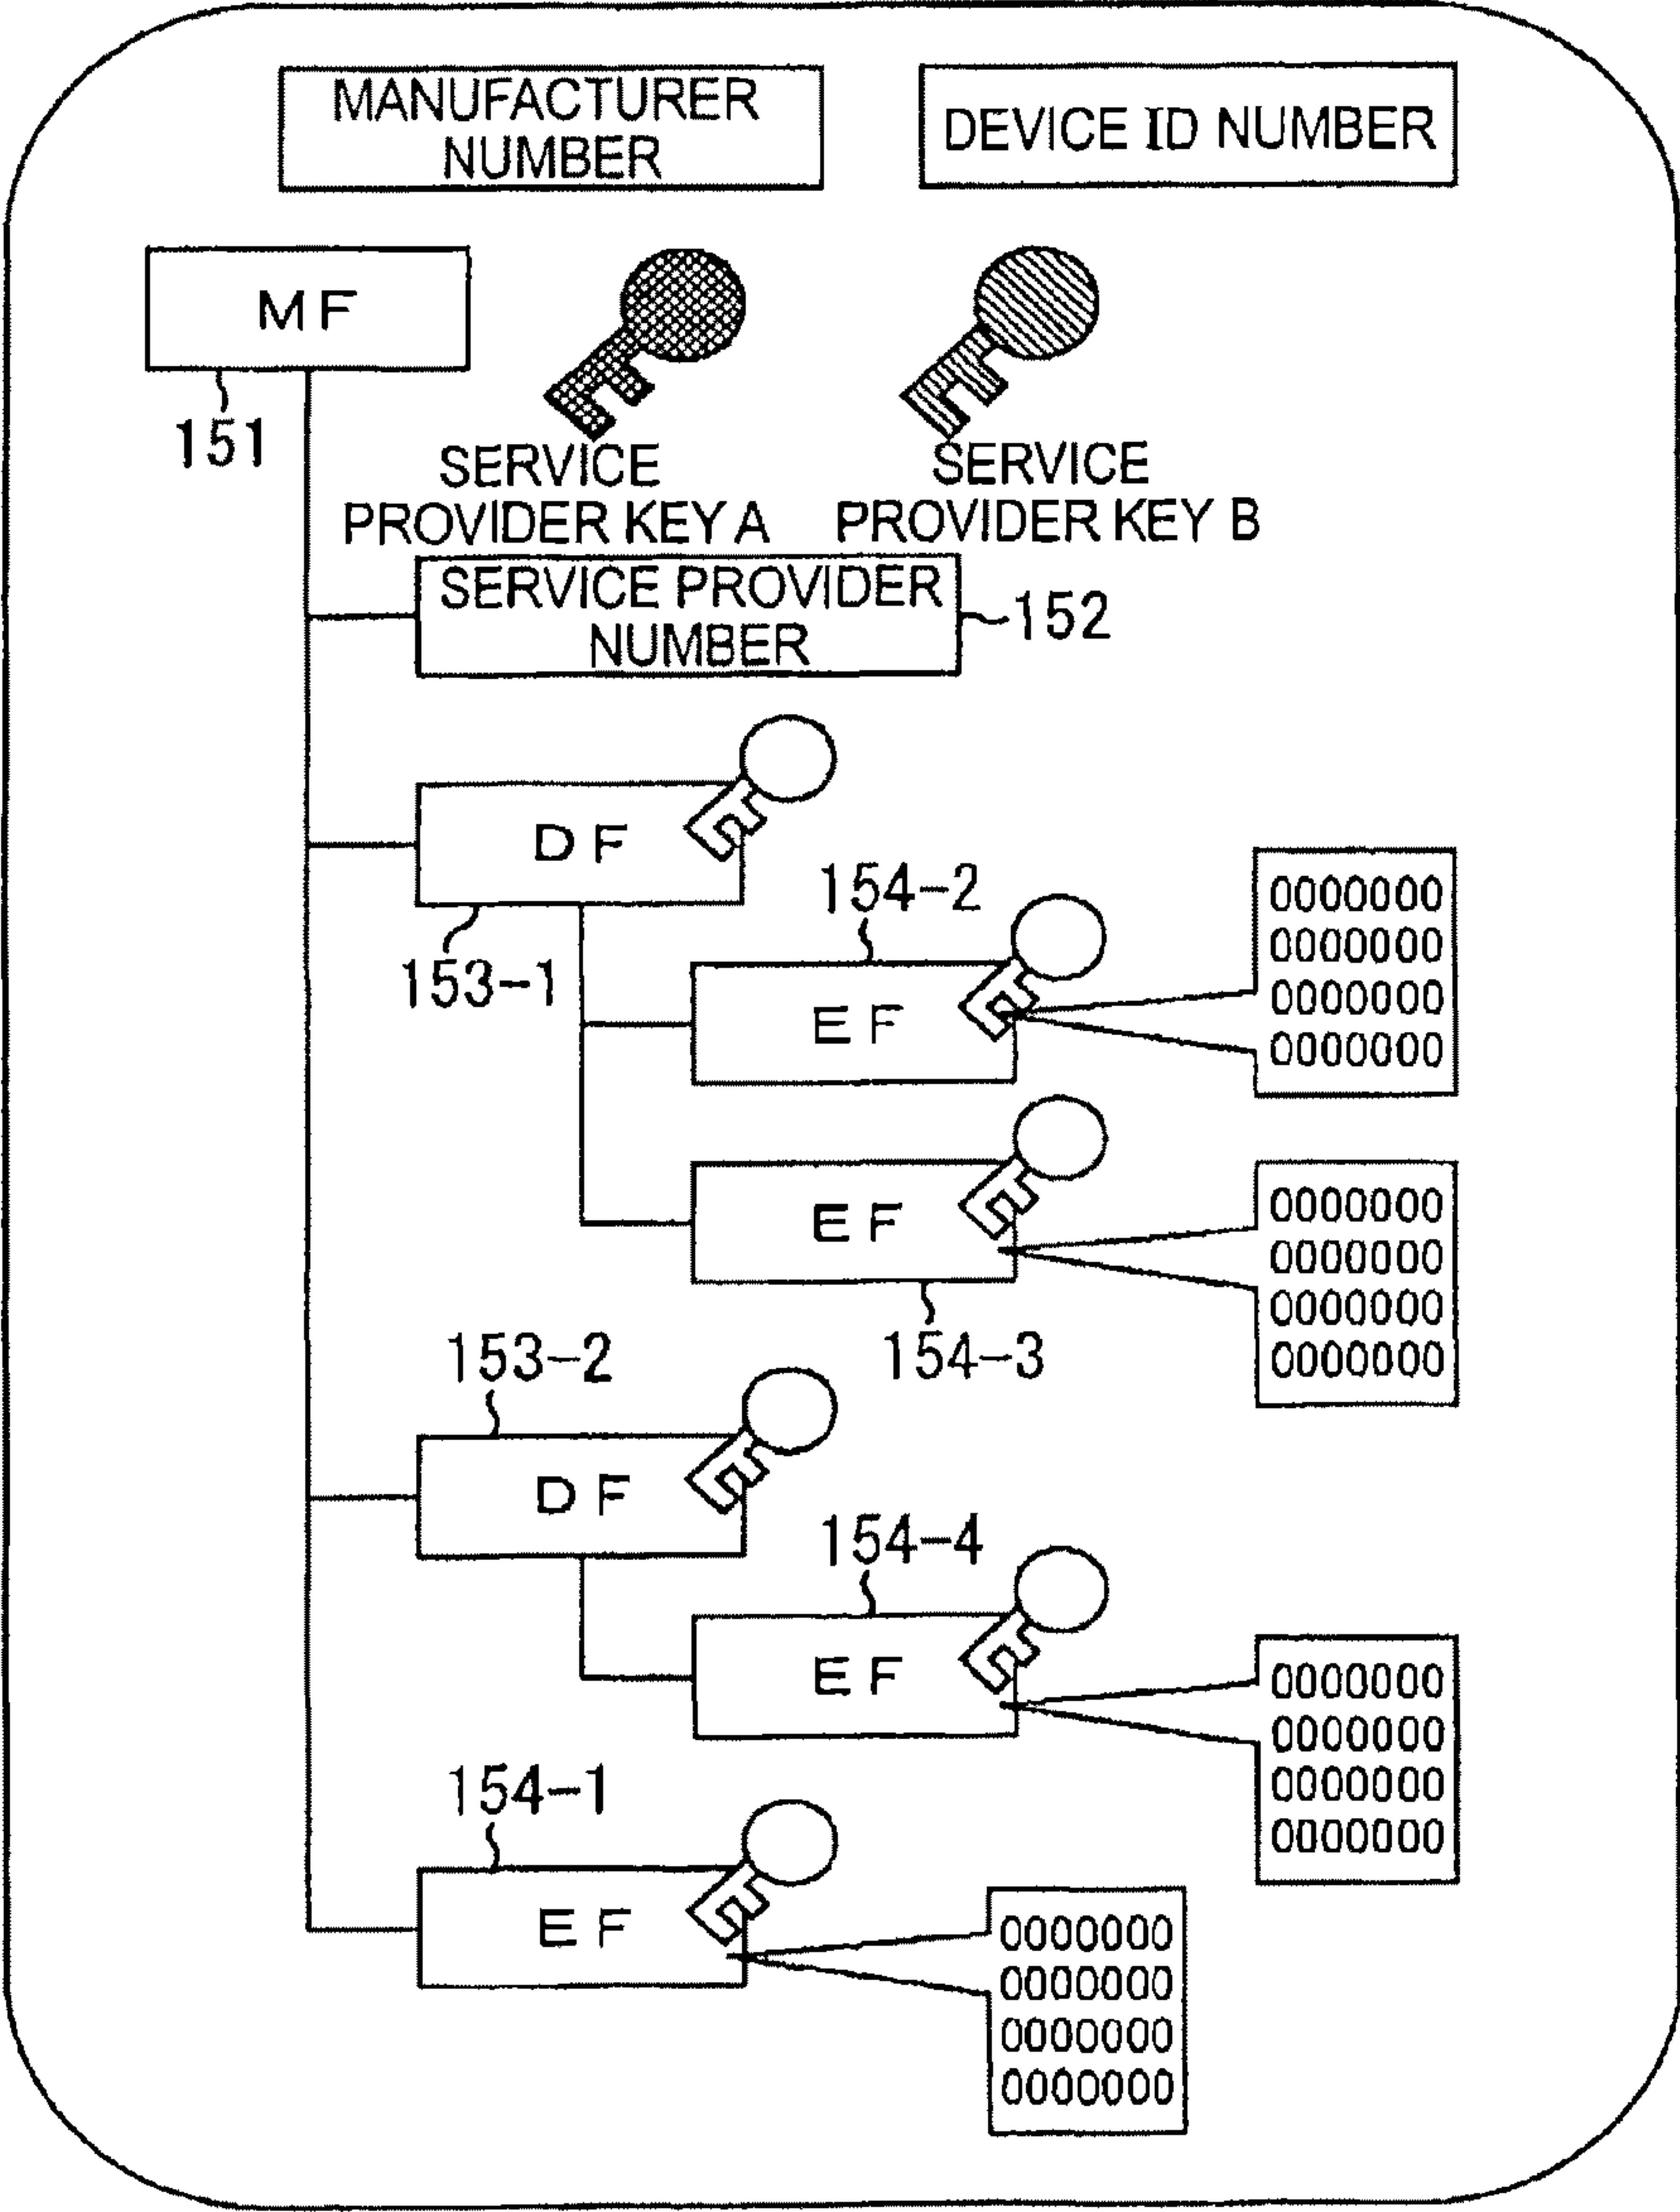 MANUFACTURER
NUMBER
DEVICE ID NUMBER
MF
151
SERVICE
PROVIDER KEY A
SERVICE
PROVIDER KEY B
SERVICE PROVIDER
NUMBER
152
DF
153-1
154-2
EF
0000000
0000000
0000000
0000000
EF
154-3
0000000
0000000
0000000
0000000
153-2
DF
154-4
EF
0000000
0000000
0000000
0000000
154-1
EF
0000000
0000000
0000000
0000000